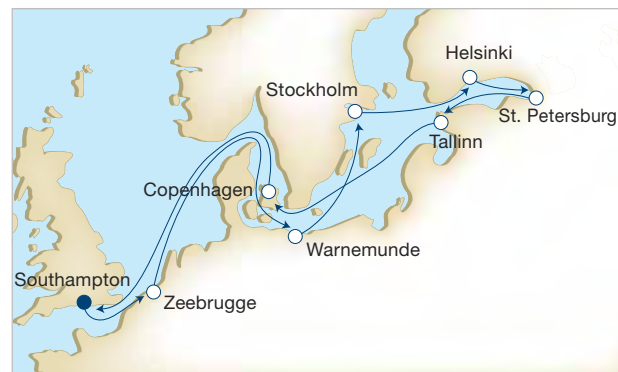 Helsinki
Stockholm
St. Petersburg
Tallinn
Copenhagen
Warnemunde
Southampton
Zeebrugge